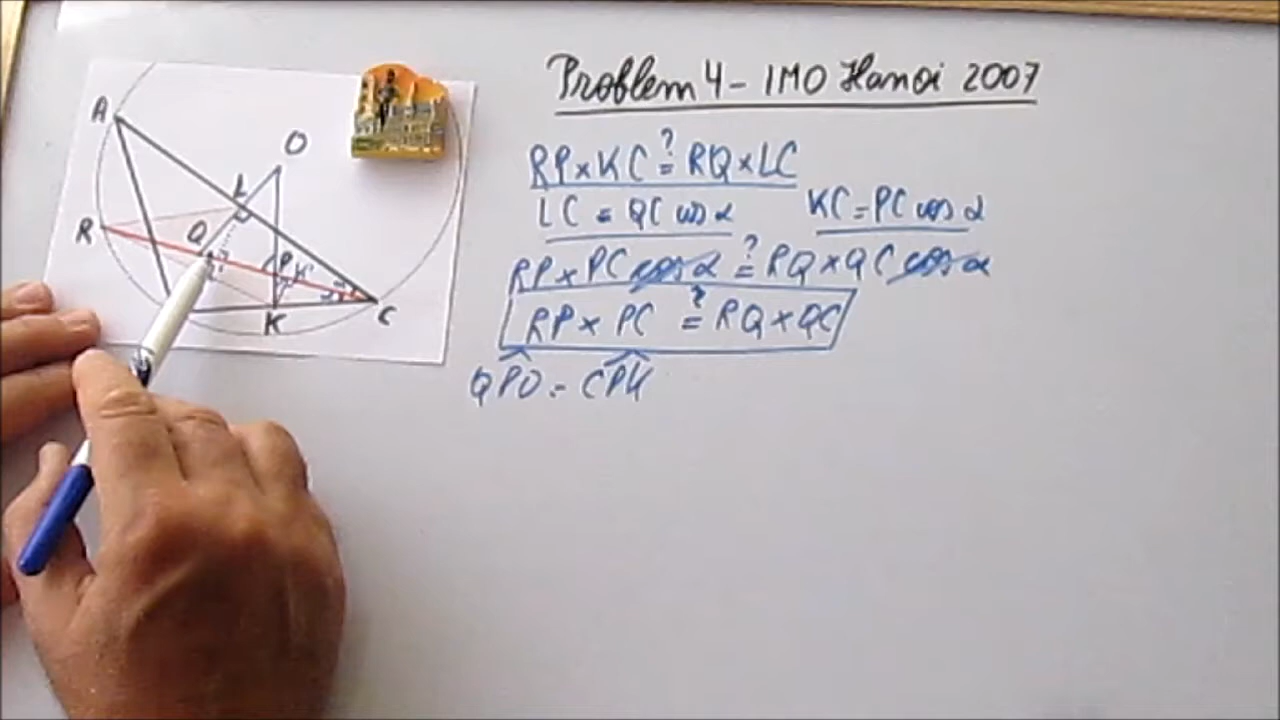 Problem 4 - IMO Hanoi 2007
RP × KC ?= RQ × LC
LC = QC cos α    KC = PC cos α
RP × PC cos α ?= RQ × QC cos α
RP × PC ?= RQ × QC
QPO = CPK
A
O
L
R
Q
P
K
C